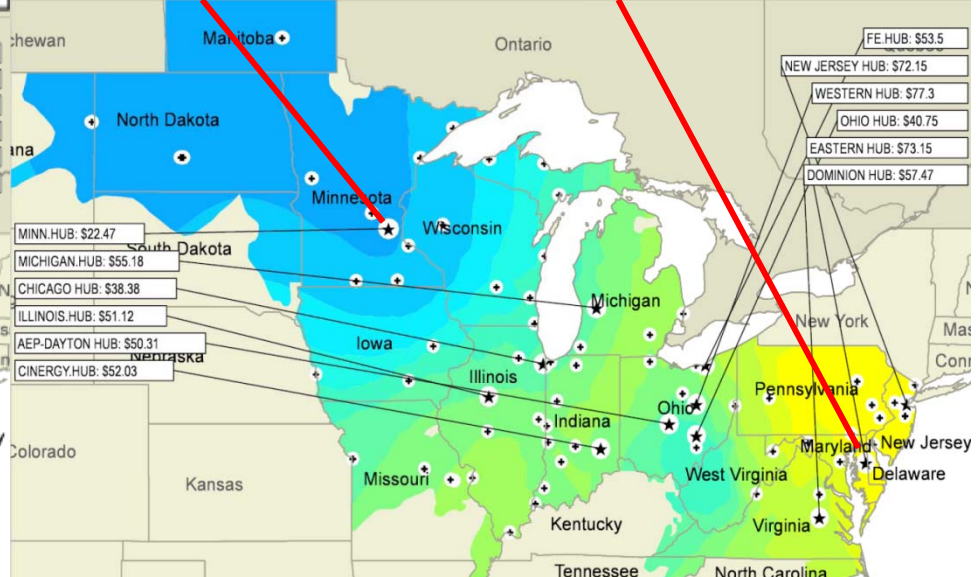 Manitoba
Ontario
FE.HUB: $53.5
NEW JERSEY HUB: $72.15
WESTERN HUB: $77.3
OHIO HUB: $40.75
EASTERN HUB: $73.15
DOMINION HUB: $57.47
North Dakota
Minnesota
Wisconsin
MINN.HUB: $22.47
South Dakota
MICHIGAN.HUB: $55.18
CHICAGO HUB: $38.38
ILLINOIS.HUB: $51.12
AEP-DAYTON HUB: $50.31
Nebraska
CINERGY.HUB: $52.03
Michigan
New York
Iowa
Illinois
Indiana
Ohio
Pennsylvania
Maryland
New Jersey
Delaware
Colorado
Kansas
Missouri
West Virginia
Kentucky
Virginia
Tennessee
North Carolina